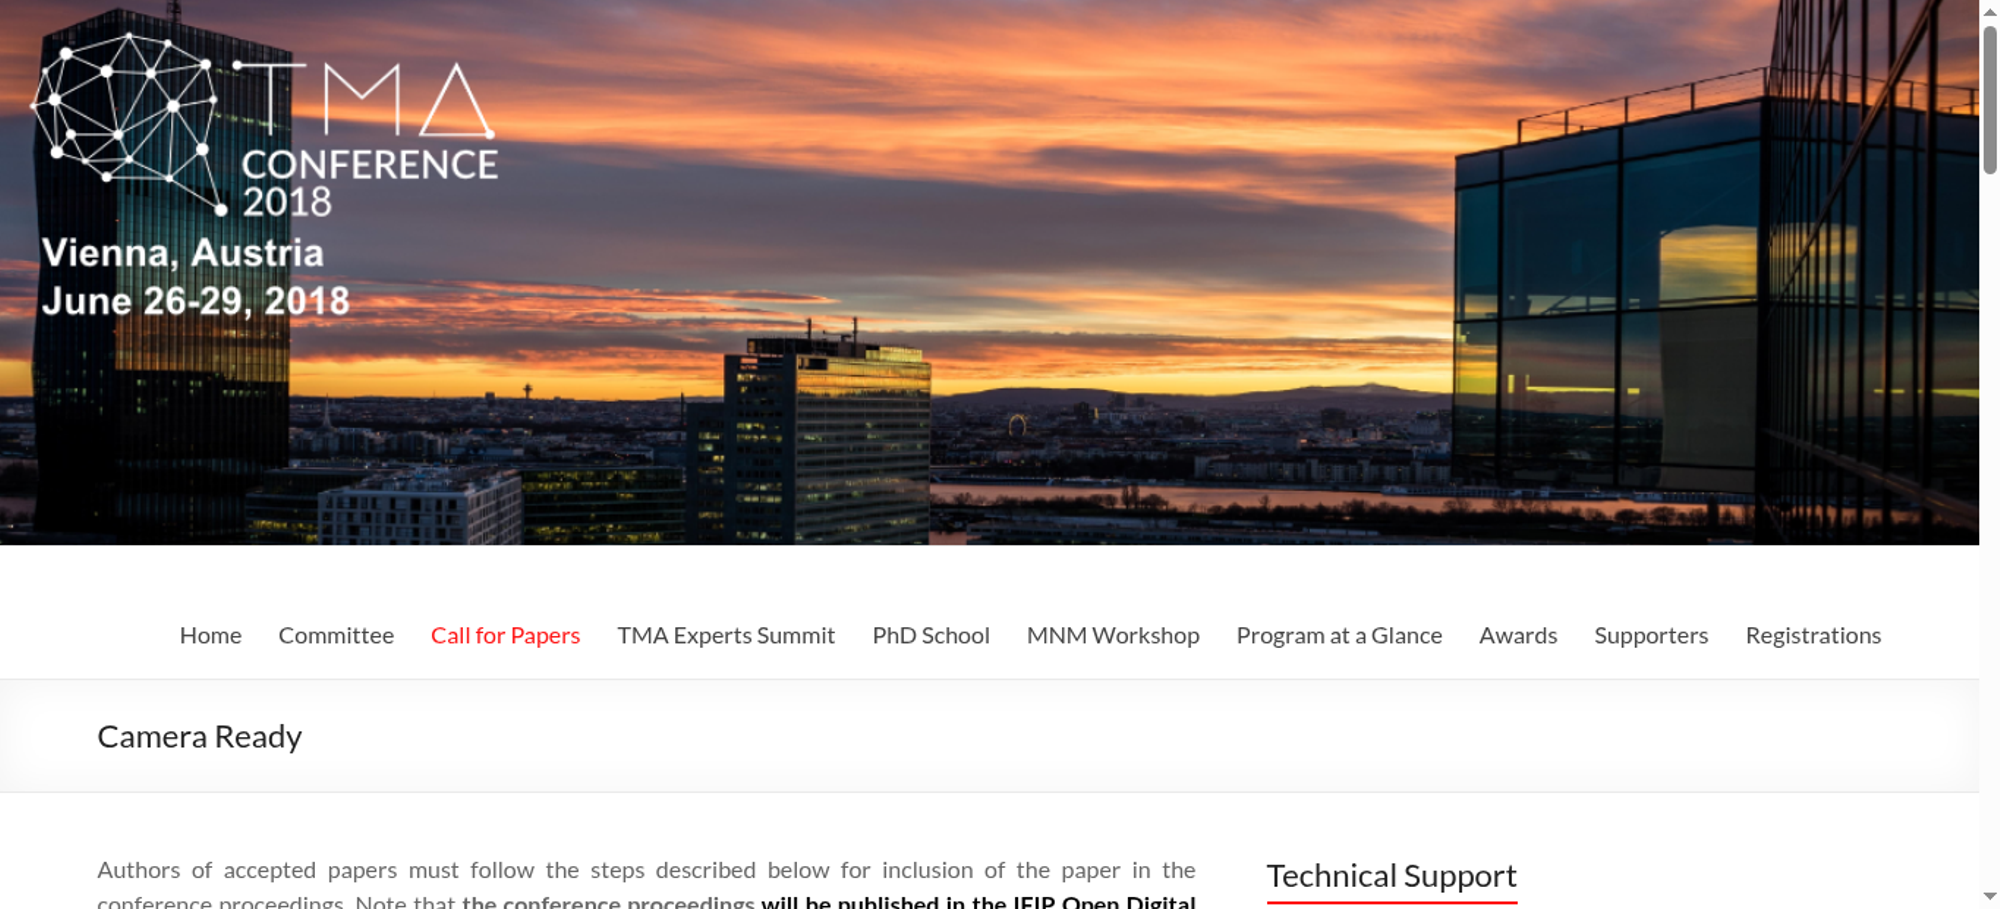 TMA
CONFERENCE
2018
Vienna, Austria
June 26-29, 2018
Home Committee Call for Papers TMA Experts Summit PhD School MNM Workshop Program at a Glance Awards Supporters Registrations
Camera Ready
Authors of accepted papers must follow the steps described below for inclusion of the paper in the
conference proceedings. Note that the conference proceedings will be published in the IFIP Open Digital
Technical Support